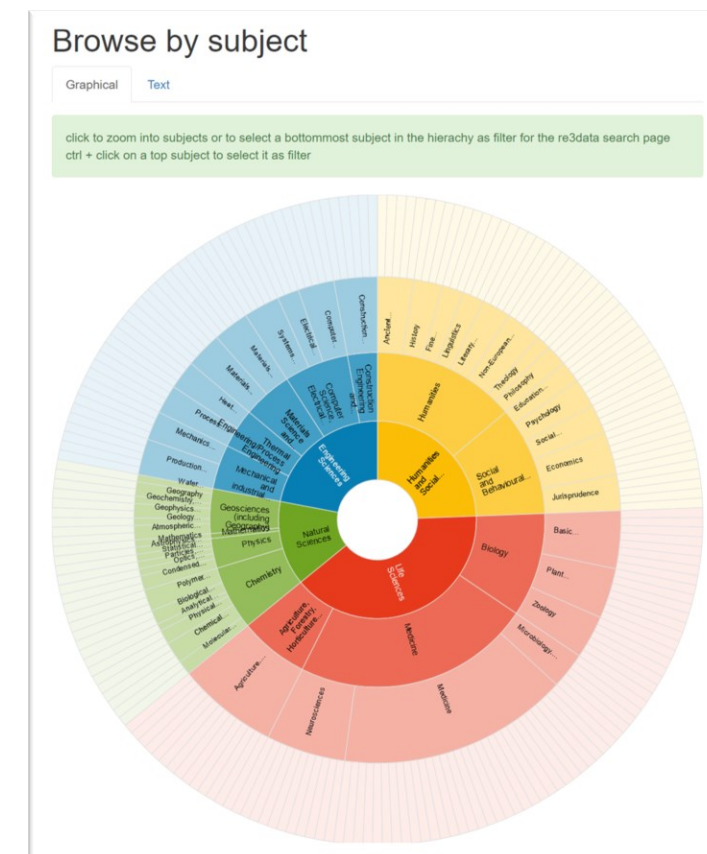 Browse by subject
Graphical
Text
click to zoom into subjects or to select a bottommost subject in the hierachy as filter for the re3data search page
ctrl + click on a top subject to select it as filter
Humanities
and
Social...
Humanities
Social
and
Behavioural...
Ancient...
History
Fine...
Linguistics
Literary...
Non-European...
Theology
Philosophy
Education...
Psychology
Social...
Economics
Jurisprudence
Life
Sciences
Biology
Medicine
Agriculture,
Forestry,
Horticulture...
Basic...
Plant...
Zoology
Microbiology...
Medicine
Neurosciences
Agriculture...
Natural
Sciences
Chemistry
Physics
Mathematics
Geosciences
(including
Geography)
Molecular...
Chemical...
Physical...
Analytical...
Biological...
Polymer...
Condensed...
Optics...
Particles...
Statistical...
Astrophysics...
Mathematics
Atmospheric...
Geology
Geophysics...
Geochemistry,...
Geography
Water
Engineering
Sciences
Mechanical
and
industrial
Engineering
Thermal
Engineering/Process
Materials
Science
and
Computer
Science,
Electrical...
Construction
Engineering
and
Production...
Mechanics...
Process
Heat...
Materials...
Materials...
Systems...
Electrical...
Computer...
Construction...